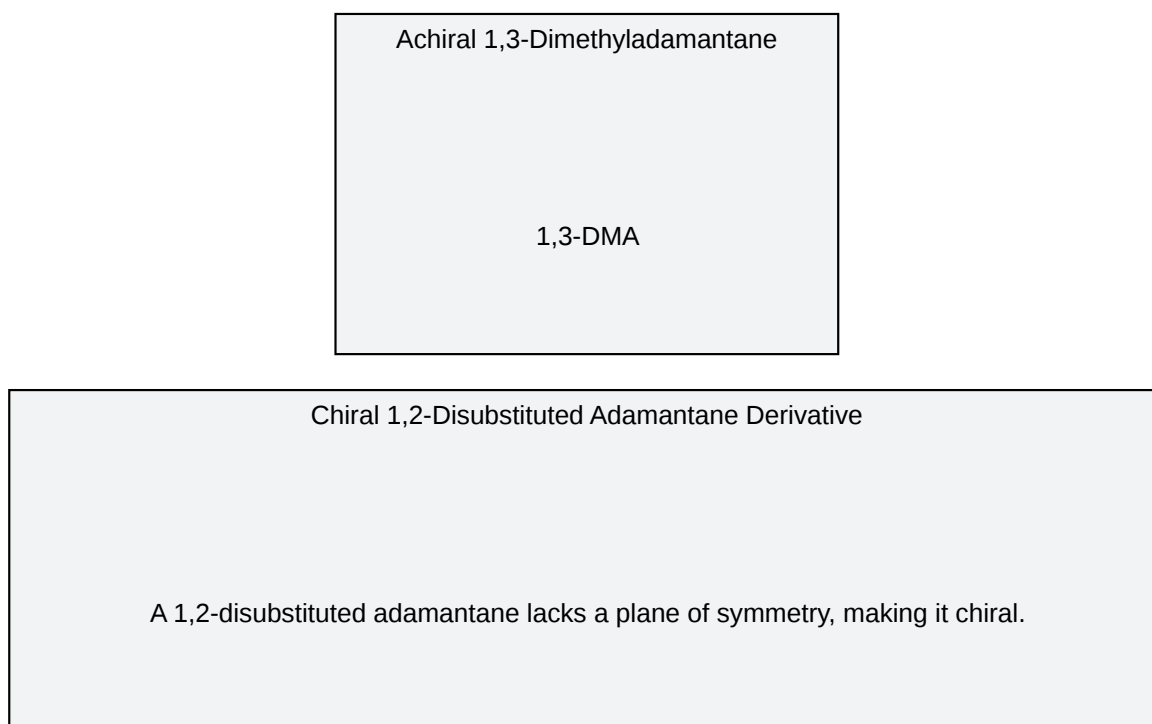 Achiral 1,3-Dimethyladamantane
1,3-DMA
Chiral 1,2-Disubstituted Adamantane Derivative
A 1,2-disubstituted adamantane lacks a plane of symmetry, making it chiral.